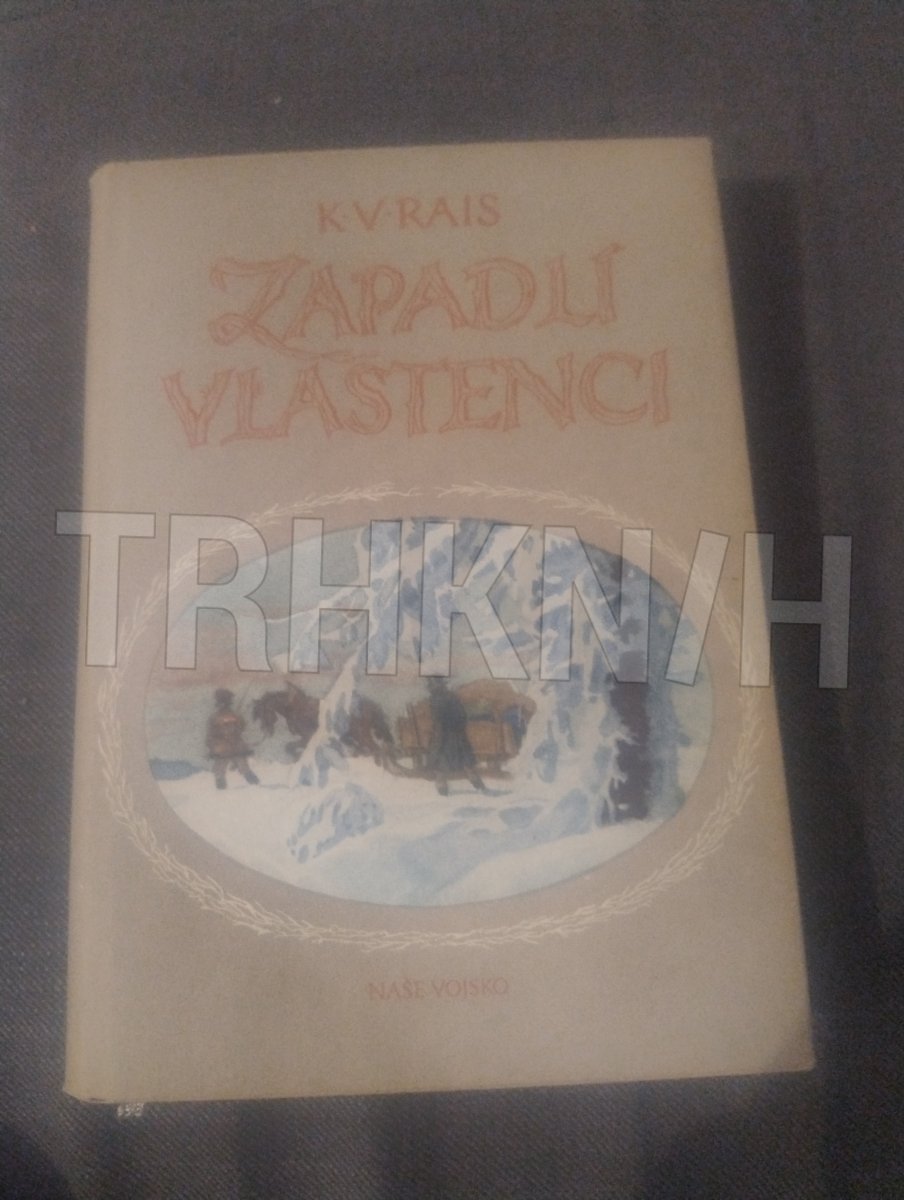 K·V·RAIS
ZAPADLÍ
VLASTENCI
TRHKNIH
NAŠE VOJSKO